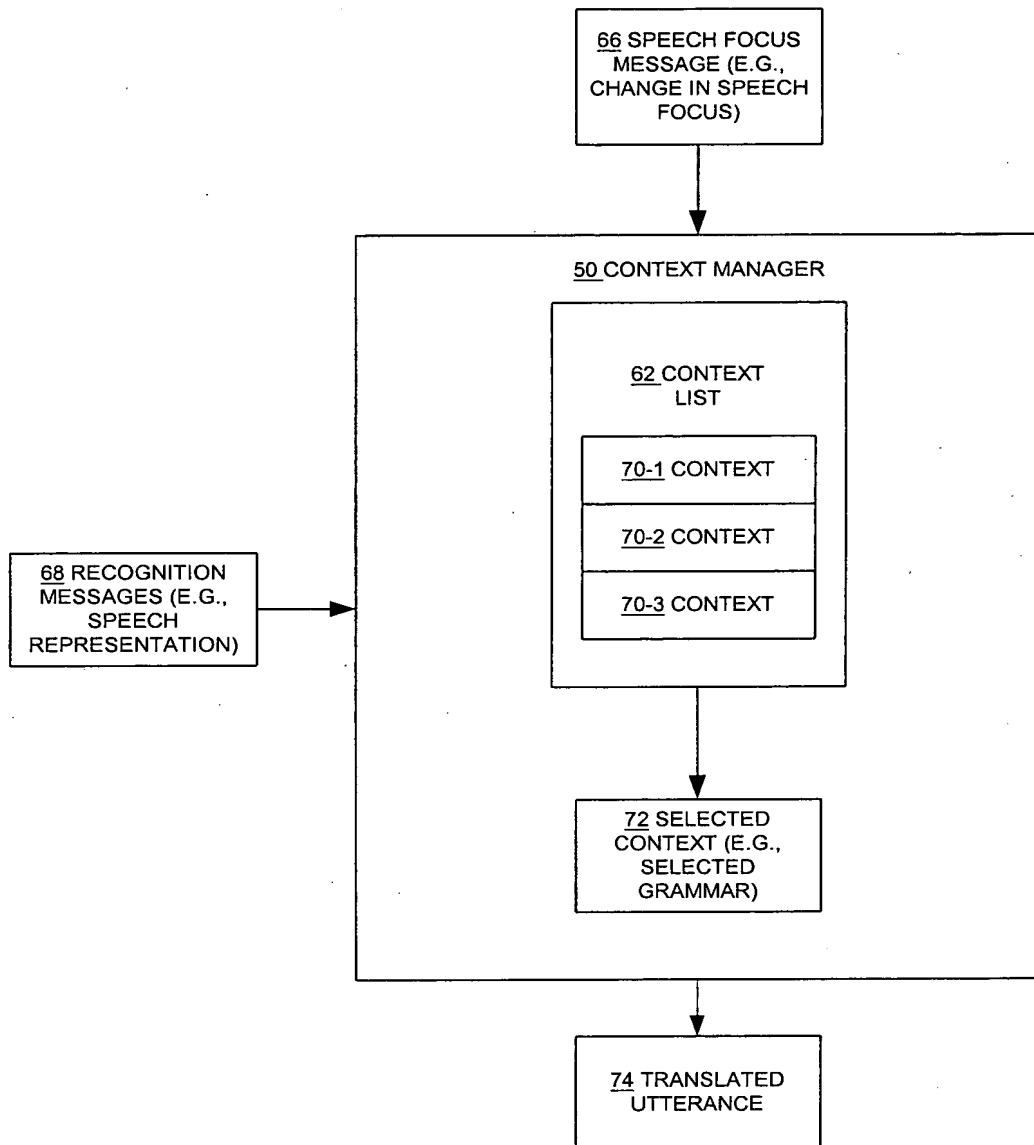 66 SPEECH FOCUS
MESSAGE (E.G.,
CHANGE IN SPEECH
FOCUS)
50 CONTEXT MANAGER
62 CONTEXT
LIST
70-1 CONTEXT
70-2 CONTEXT
70-3 CONTEXT
68 RECOGNITION
MESSAGES (E.G.,
SPEECH
REPRESENTATION)
72 SELECTED
CONTEXT (E.G.,
SELECTED
GRAMMAR)
74 TRANSLATED
UTTERANCE